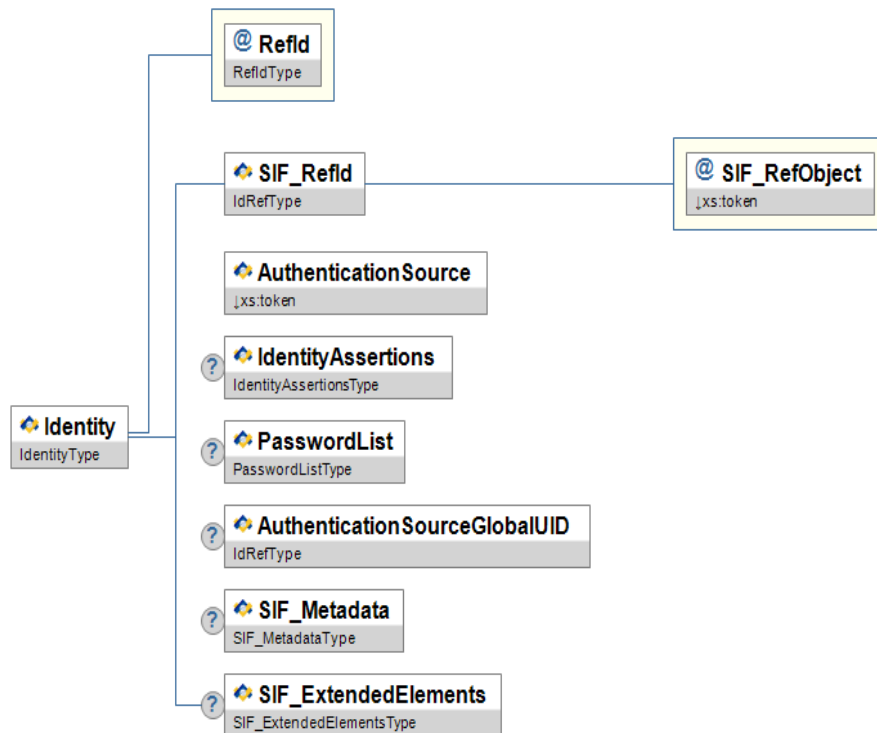 @ RefId
RefIdType
SIF_RefId
IdRefType
@ SIF_RefObject
↓xs:token
AuthenticationSource
↓xs:token
? IdentityAssertions
IdentityAssertionsType
Identity
IdentityType
? PasswordList
PasswordListType
? AuthenticationSourceGlobalUID
IdRefType
? SIF_Metadata
SIF_MetadataType
? SIF_ExtendedElements
SIF_ExtendedElementsType